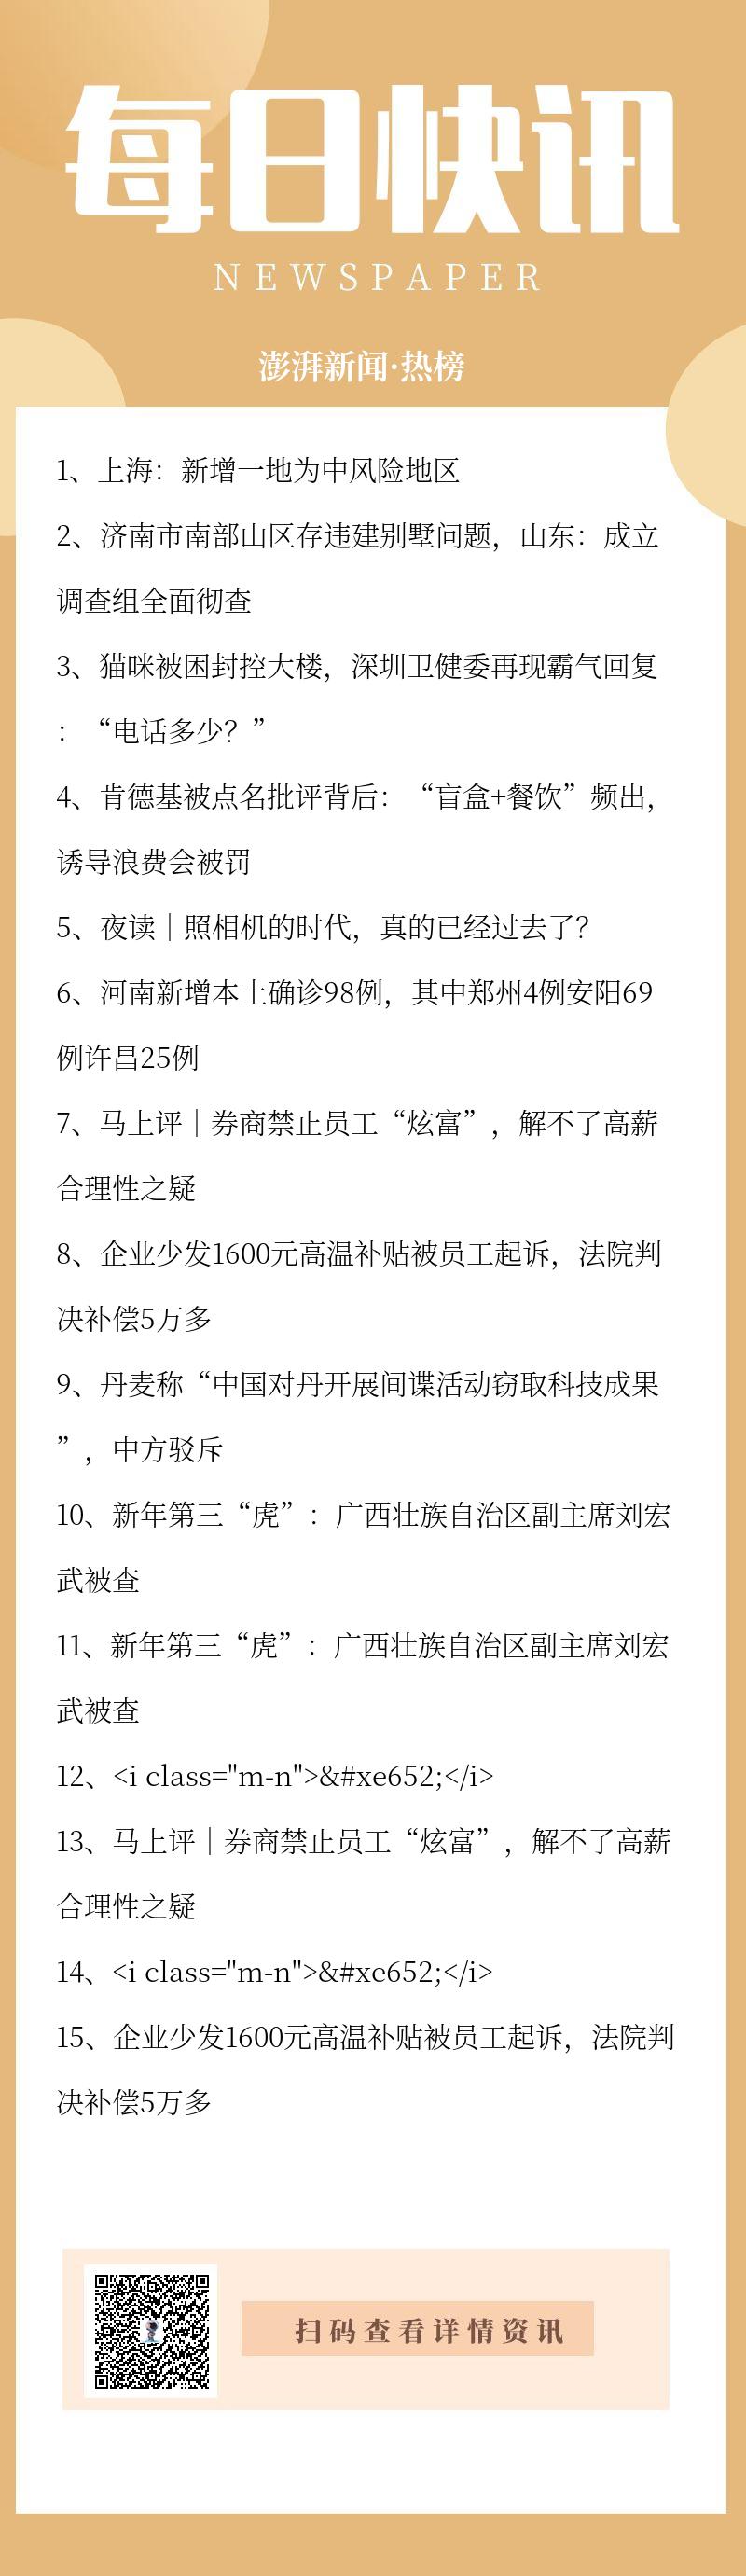 每日快讯
NEWSPAPER
澎湃新闻·热榜
1、上海：新增一地为中风险地区
2、济南市南部山区存违建别墅问题，山东：成立
调查组全面彻查
3、猫咪被困封控大楼，深圳卫健委再现霸气回复
：“电话多少？”
4、肯德基被点名批评背后：“盲盒+餐饮”频出，
诱导浪费会被罚
5、夜读｜照相机的时代，真的已经过去了？
6、河南新增本土确诊98例，其中郑州4例安阳69
例许昌25例
7、马上评｜券商禁止员工“炫富”，解不了高薪
合理性之疑
8、企业少发1600元高温补贴被员工起诉，法院判
决补偿5万多
9、丹麦称“中国对丹开展间谍活动窃取科技成果
”，中方驳斥
10、新年第三“虎”：广西壮族自治区副主席刘宏
武被查
11、新年第三“虎”：广西壮族自治区副主席刘宏
武被查
12、<i class="m-n">&#xe652;</i>
13、马上评｜券商禁止员工“炫富”，解不了高薪
合理性之疑
14、<i class="m-n">&#xe652;</i>
15、企业少发1600元高温补贴被员工起诉，法院判
决补偿5万多
扫码查看详情资讯